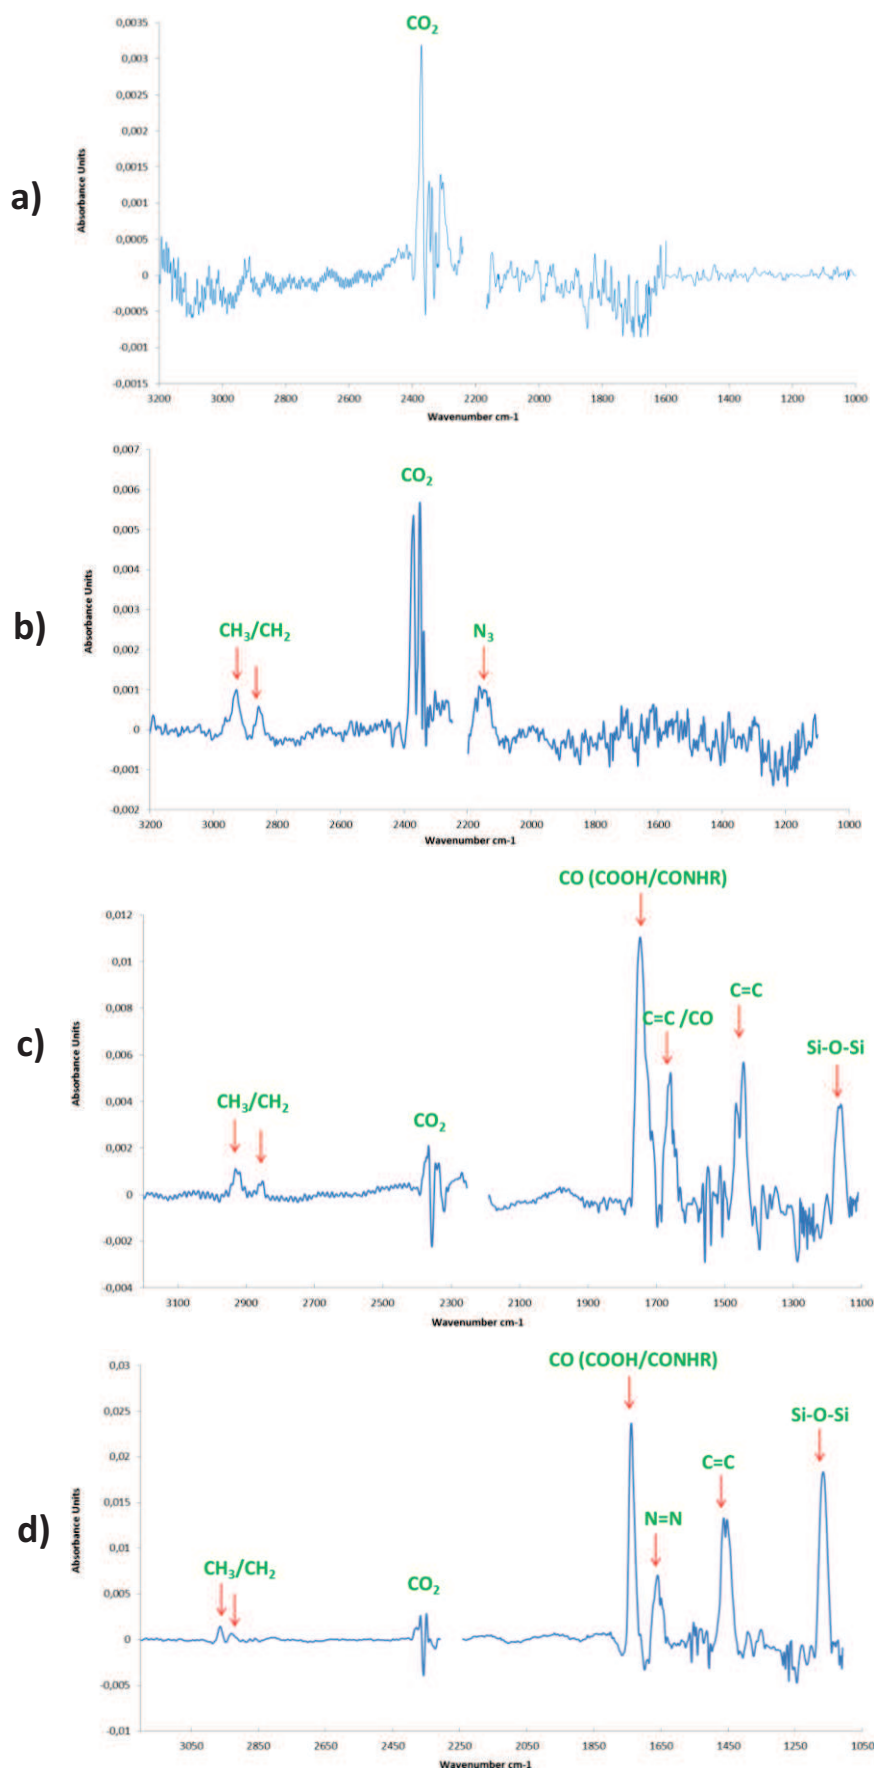 a)
CO₂
Absorbance Units
0,0035
0,003
0,0025
0,002
0,0015
0,001
0,0005
0
-0,0005
-0,001
-0,0015
3200 3000 2800 2600 2400 2200 2000 1800 1600 1400 1200 1000
Wavenumber cm-1
b)
CH₃/CH₂
CO₂
N₃
Absorbance Units
0,007
0,006
0,005
0,004
0,003
0,002
0,001
0
-0,001
-0,002
3200 3000 2800 2600 2400 2200 2000 1800 1600 1400 1200 1000
Wavenumber cm-1
c)
CO (COOH/CONHR)
C=C
C=C /CO
Si-O-Si
CH₃/CH₂
CO₂
Absorbance Units
0,012
0,01
0,008
0,006
0,004
0,002
0
-0,002
-0,004
3100 2900 2700 2500 2300 2100 1900 1700 1500 1300 1100
Wavenumber cm-1
d)
CO (COOH/CONHR)
Si-O-Si
C=C
N=N
CH₃/CH₂
CO₂
Absorbance Units
0,03
0,025
0,02
0,015
0,01
0,005
0
-0,005
-0,01
3050 2850 2650 2450 2250 2050 1850 1650 1450 1250 1050
Wavenumber cm-1